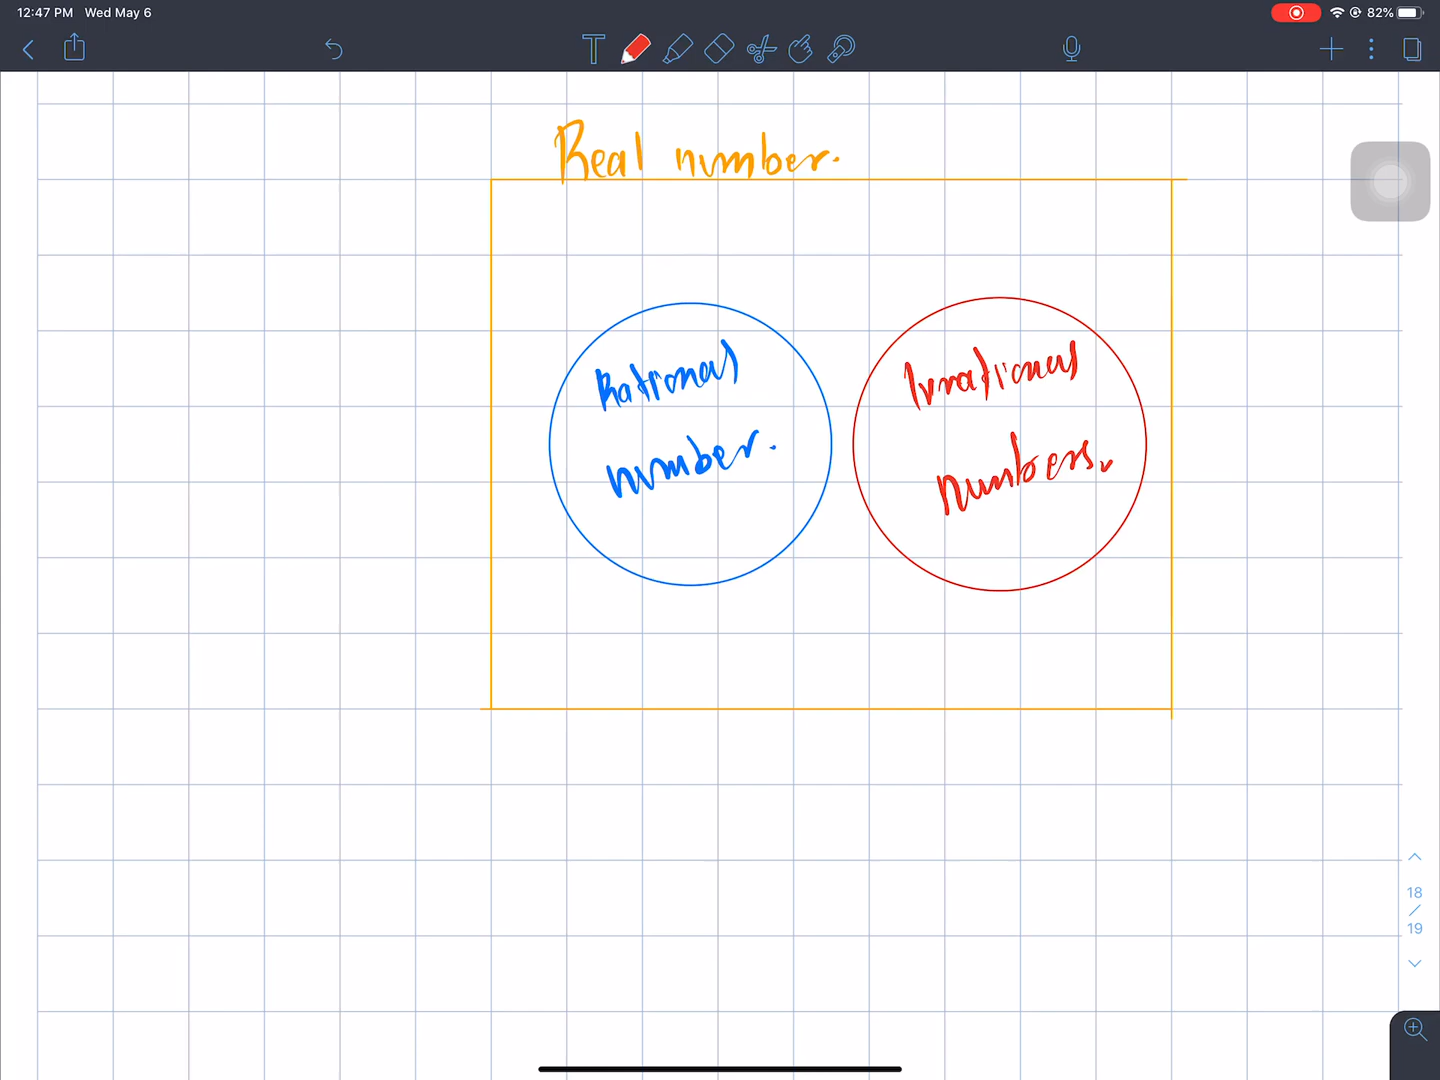 12:47 PM Wed May 6
82%
Real number.
Rational
number.
Irrational
numbers.
18
19